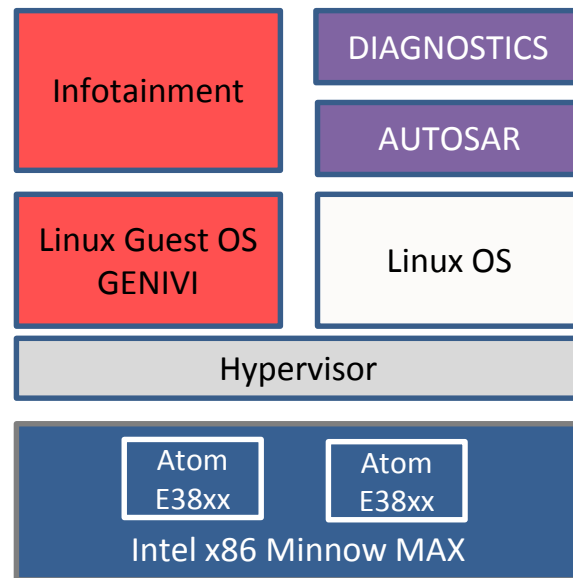 Infotainment
DIAGNOSTICS
AUTOSAR
Linux Guest OS
GENIVI
Linux OS
Hypervisor
Atom
E38xx
Atom
E38xx
Intel x86 Minnow MAX